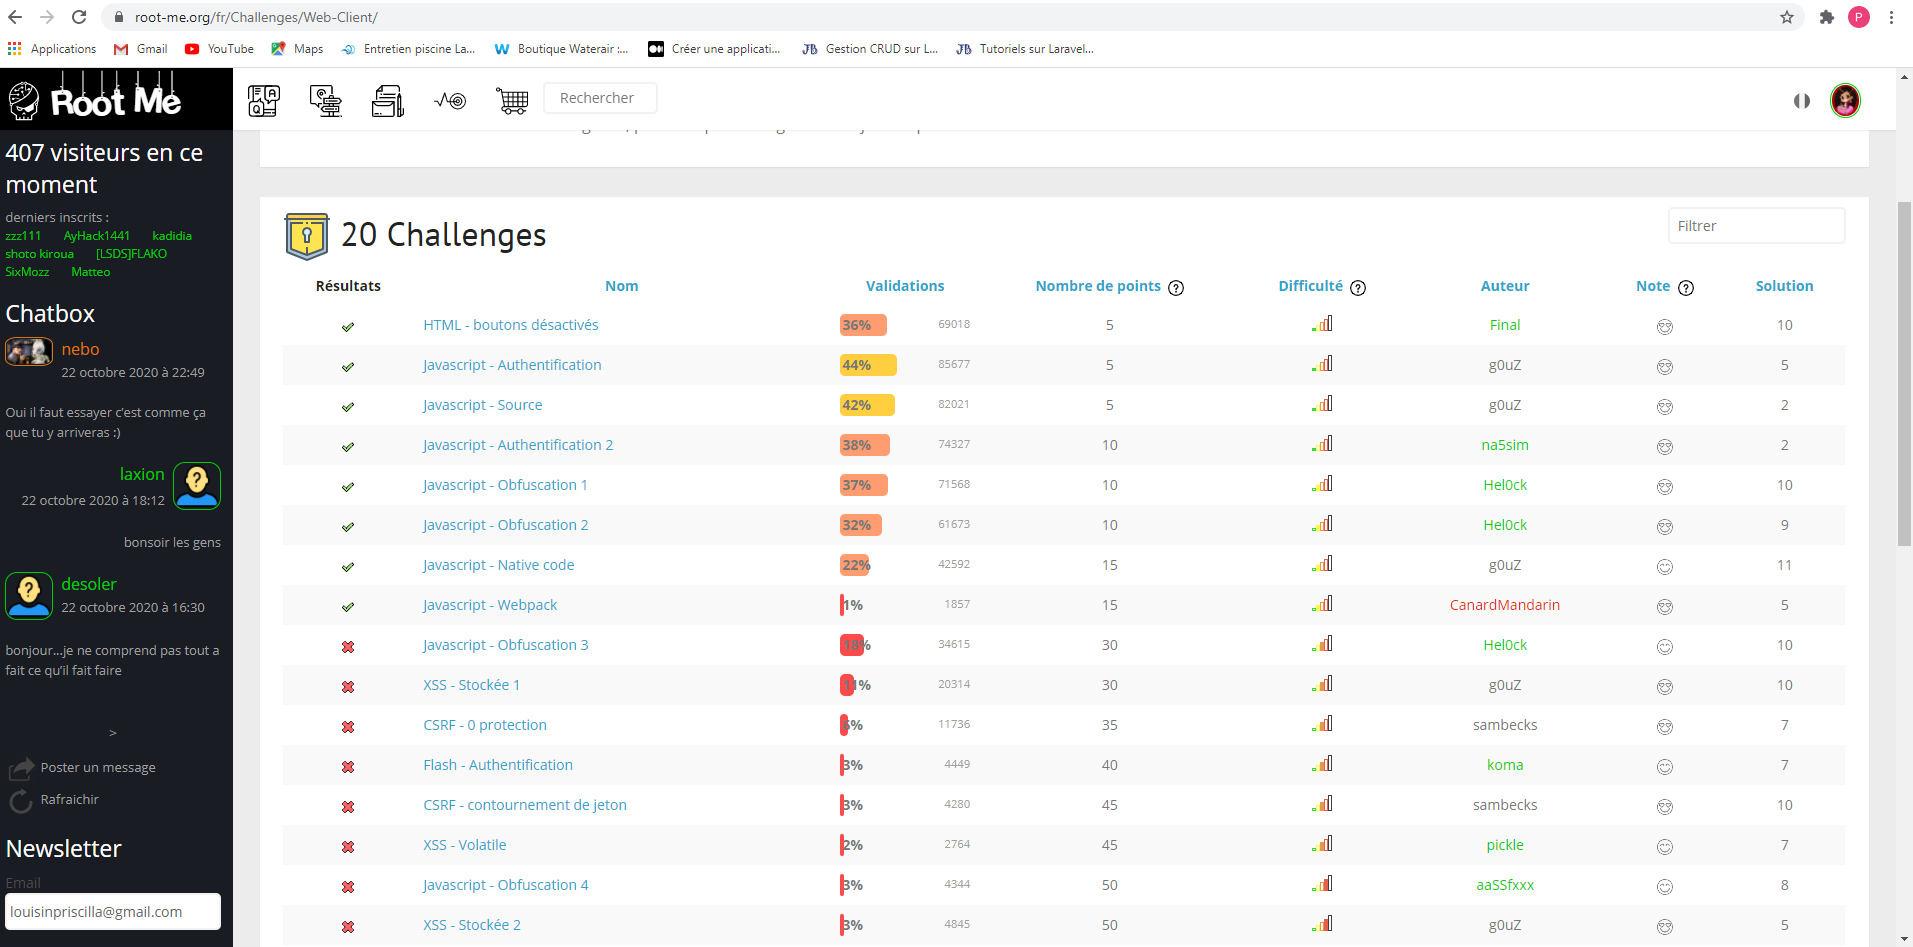 root-me.org/fr/Challenges/Web-Client/
P
Applications Gmail YouTube Maps Entretien piscine La... Boutique Waterair :... Créer une applicati... Gestion CRUD sur L... Tutoriels sur Laravel...
Root Me
Rechercher
407 visiteurs en ce
moment
derniers inscrits :
zzz111 AyHack1441 kadidia
shoto kiroua [LSDS]FLAKO
SixMozz Matteo
Chatbox
nebo
22 octobre 2020 à 22:49
Oui il faut essayer c'est comme ça
que tu y arriveras :)
laxion
22 octobre 2020 à 18:12
bonsoir les gens
desoler
22 octobre 2020 à 16:30
bonjour...je ne comprend pas tout a
fait ce qu'il fait faire
>
Poster un message
Rafraichir
Newsletter
Email
louisinpriscilla@gmail.com
20 Challenges
Filtrer
Résultats Nom Validations Nombre de points ? Difficulté ? Auteur Note ? Solution
HTML - boutons désactivés 36% 69018 5 Final 10
Javascript - Authentification 44% 85677 5 g0uZ 5
Javascript - Source 42% 82021 5 g0uZ 2
Javascript - Authentification 2 38% 74327 10 na5sim 2
Javascript - Obfuscation 1 37% 71568 10 Hel0ck 10
Javascript - Obfuscation 2 32% 61673 10 Hel0ck 9
Javascript - Native code 22% 42592 15 g0uZ 11
Javascript - Webpack 1% 1857 15 CanardMandarin 5
Javascript - Obfuscation 3 18% 34615 30 Hel0ck 10
XSS - Stockée 1 11% 20314 30 g0uZ 10
CSRF - 0 protection 6% 11736 35 sambecks 7
Flash - Authentification 3% 4449 40 koma 7
CSRF - contournement de jeton 3% 4280 45 sambecks 10
XSS - Volatile 2% 2764 45 pickle 7
Javascript - Obfuscation 4 3% 4344 50 aaSSfxxx 8
XSS - Stockée 2 3% 4845 50 g0uZ 5